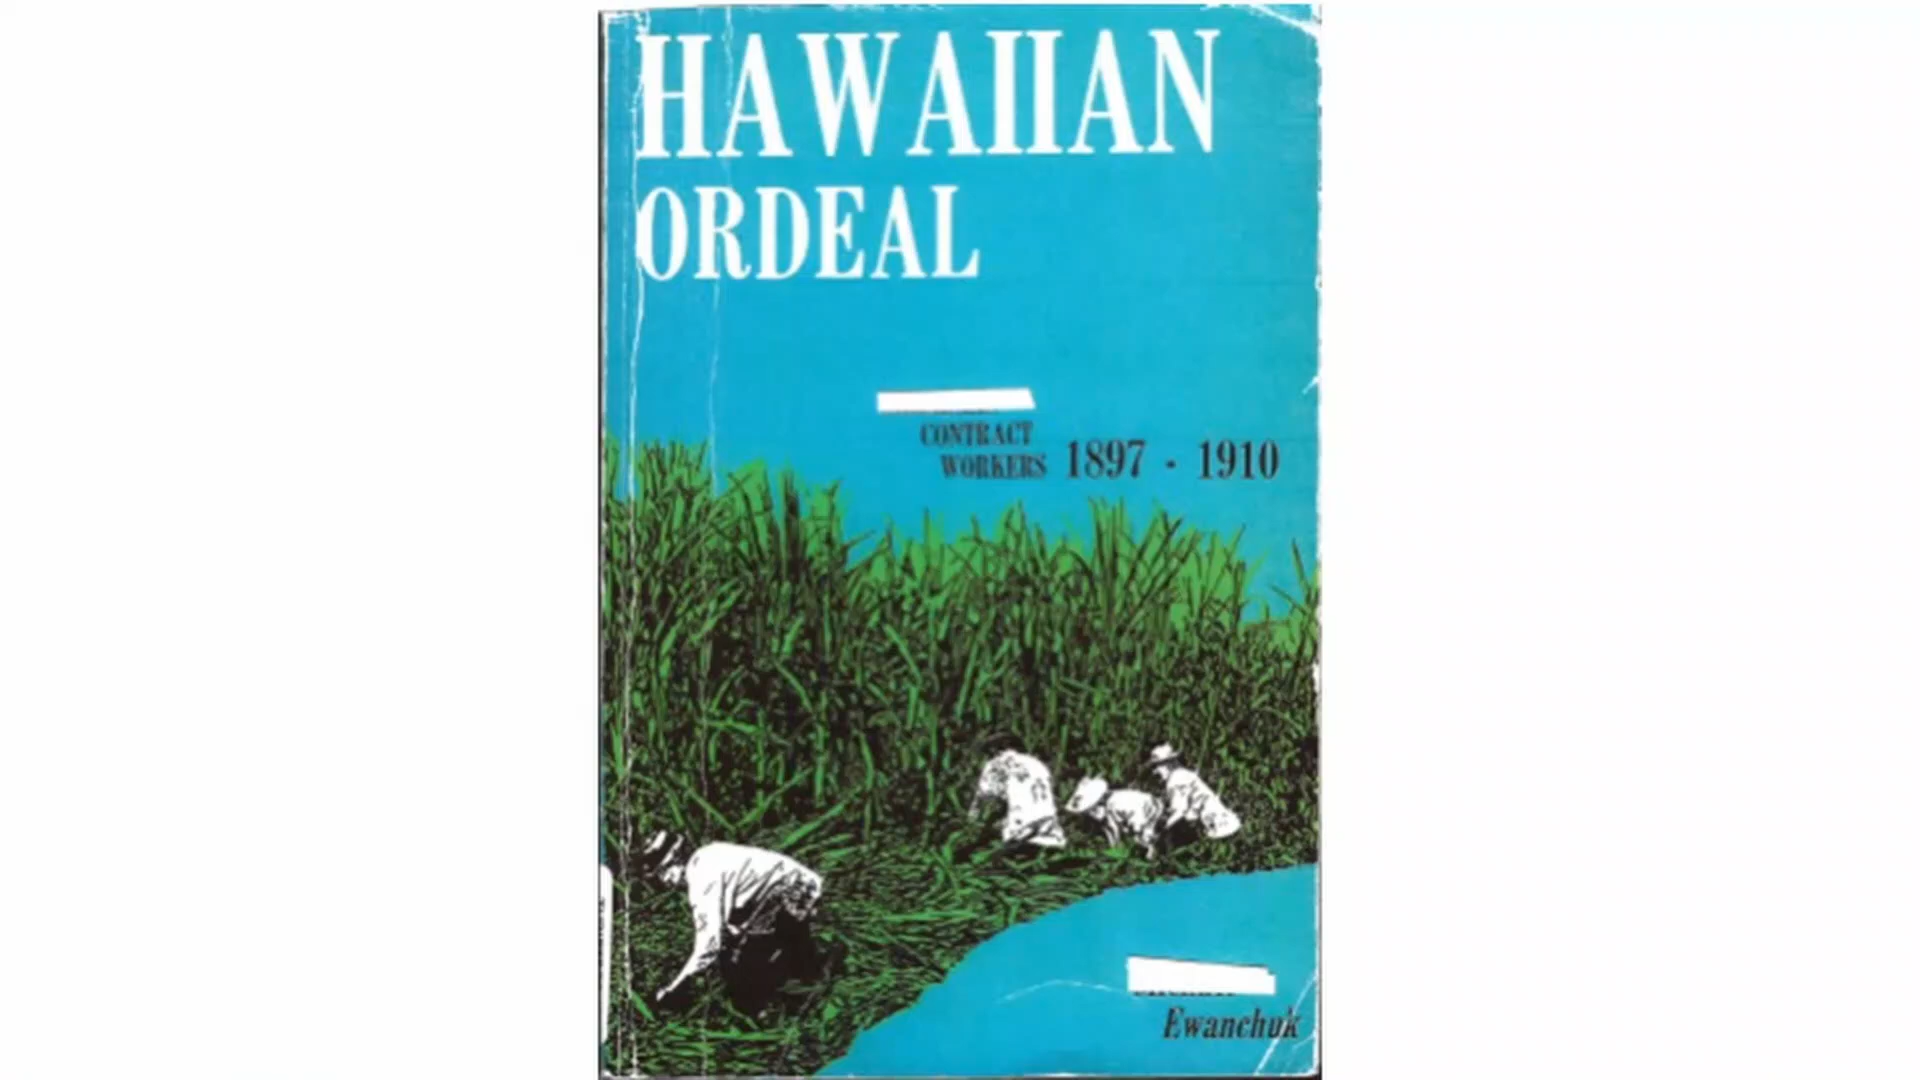 HAWAIIAN
ORDEAL
CONTRACT
WORKERS 1897 - 1910
Ewanchuk